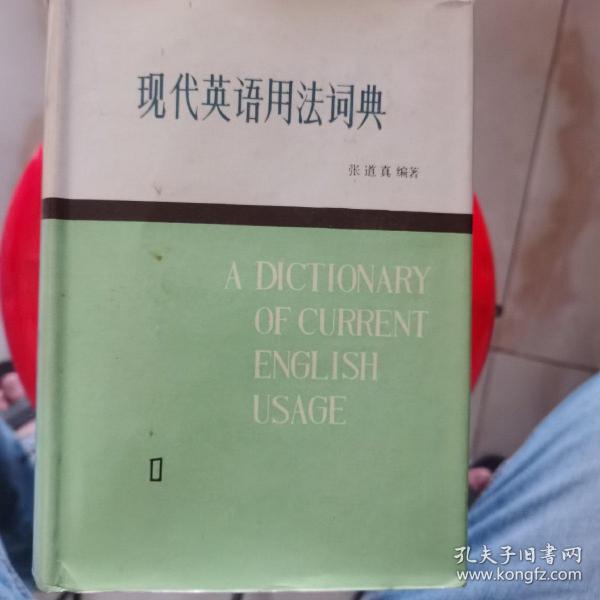 现代英语用法词典
张道真 编著
A DICTIONARY
OF CURRENT
ENGLISH
USAGE
孔夫子旧书网
www.kongfz.com